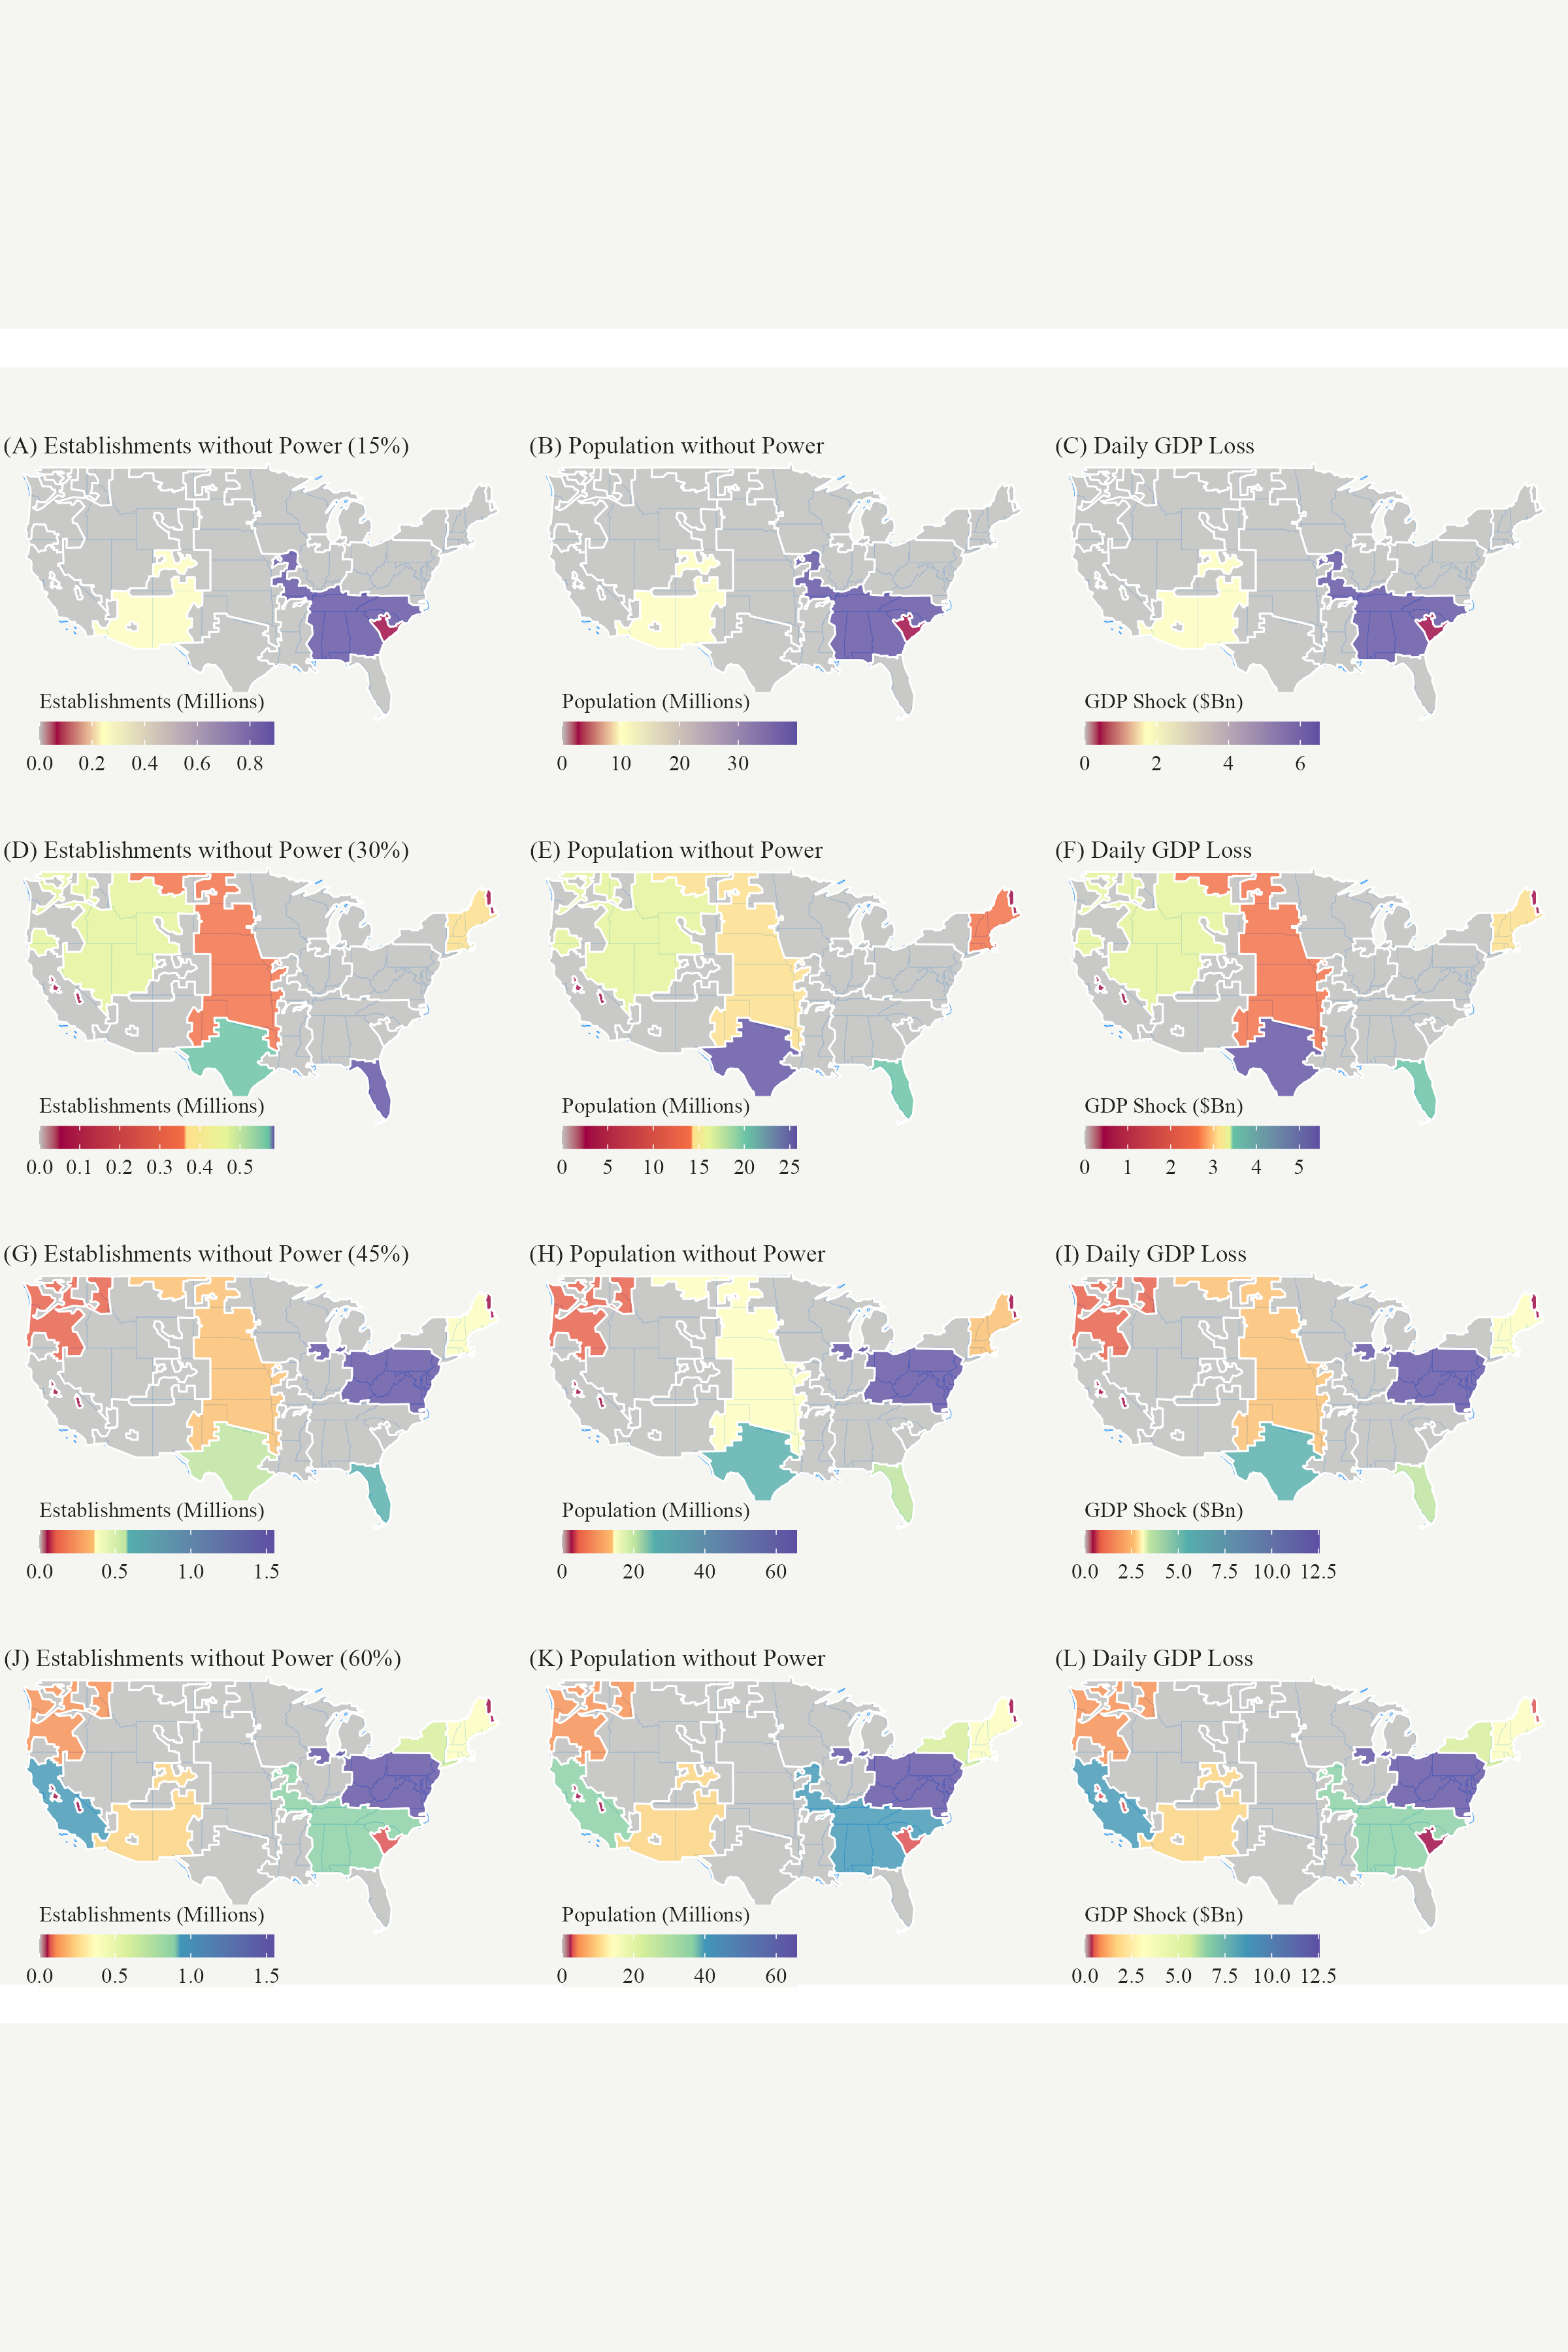 (A) Establishments without Power (15%)
(B) Population without Power
(C) Daily GDP Loss
Establishments (Millions)
Population (Millions)
GDP Shock ($Bn)
0.0 0.2 0.4 0.6 0.8
0 10 20 30
0 2 4 6
(D) Establishments without Power (30%)
(E) Population without Power
(F) Daily GDP Loss
Establishments (Millions)
Population (Millions)
GDP Shock ($Bn)
0.0 0.1 0.2 0.3 0.4 0.5
0 5 10 15 20 25
0 1 2 3 4 5
(G) Establishments without Power (45%)
(H) Population without Power
(I) Daily GDP Loss
Establishments (Millions)
Population (Millions)
GDP Shock ($Bn)
0.0 0.5 1.0 1.5
0 20 40 60
0.0 2.5 5.0 7.5 10.0 12.5
(J) Establishments without Power (60%)
(K) Population without Power
(L) Daily GDP Loss
Establishments (Millions)
Population (Millions)
GDP Shock ($Bn)
0.0 0.5 1.0 1.5
0 20 40 60
0.0 2.5 5.0 7.5 10.0 12.5